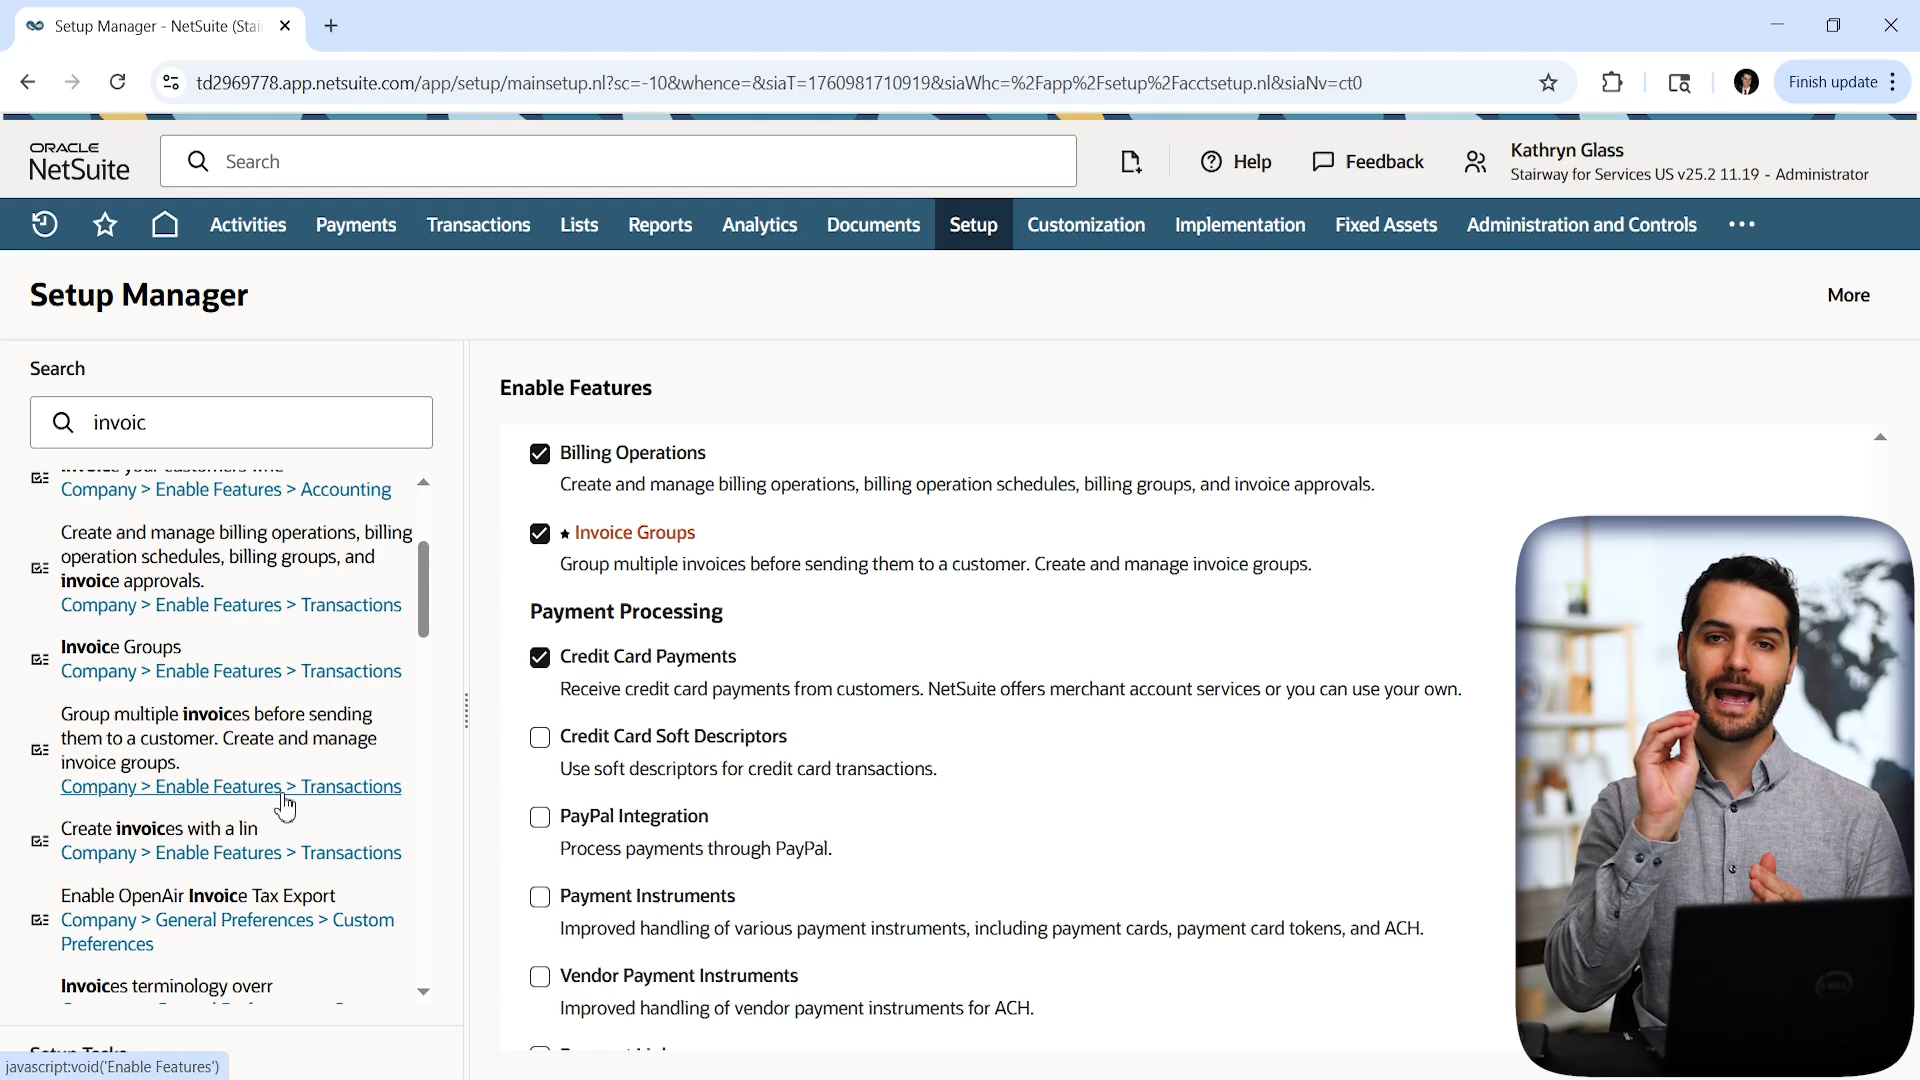 Setup Manager - NetSuite (Stai
td2969778.app.netsuite.com/app/setup/mainsetup.nl?sc=-10&whence=&siaT=1760981710919&siaWhc=%2Fapp%2Fsetup%2Facctsetup.nl&siaNv=ct0
Finish update
ORACLE
NetSuite
Search
Help
Feedback
Kathryn Glass
Stairway for Services US v25.2 11.19 - Administrator
Activities Payments Transactions Lists Reports Analytics Documents Setup Customization Implementation Fixed Assets Administration and Controls
Setup Manager
More
Search
invoic
Company > Enable Features > Accounting
Create and manage billing operations, billing
operation schedules, billing groups, and
invoice approvals.
Company > Enable Features > Transactions
Invoice Groups
Company > Enable Features > Transactions
Group multiple invoices before sending
them to a customer. Create and manage
invoice groups.
Company > Enable Features > Transactions
Create invoices with a lin
Company > Enable Features > Transactions
Enable OpenAir Invoice Tax Export
Company > General Preferences > Custom
Preferences
Invoices terminology overr
Enable Features
Billing Operations
Create and manage billing operations, billing operation schedules, billing groups, and invoice approvals.
Invoice Groups
Group multiple invoices before sending them to a customer. Create and manage invoice groups.
Payment Processing
Credit Card Payments
Receive credit card payments from customers. NetSuite offers merchant account services or you can use your own.
Credit Card Soft Descriptors
Use soft descriptors for credit card transactions.
PayPal Integration
Process payments through PayPal.
Payment Instruments
Improved handling of various payment instruments, including payment cards, payment card tokens, and ACH.
Vendor Payment Instruments
Improved handling of vendor payment instruments for ACH.
javascript:void('Enable Features')
DELL